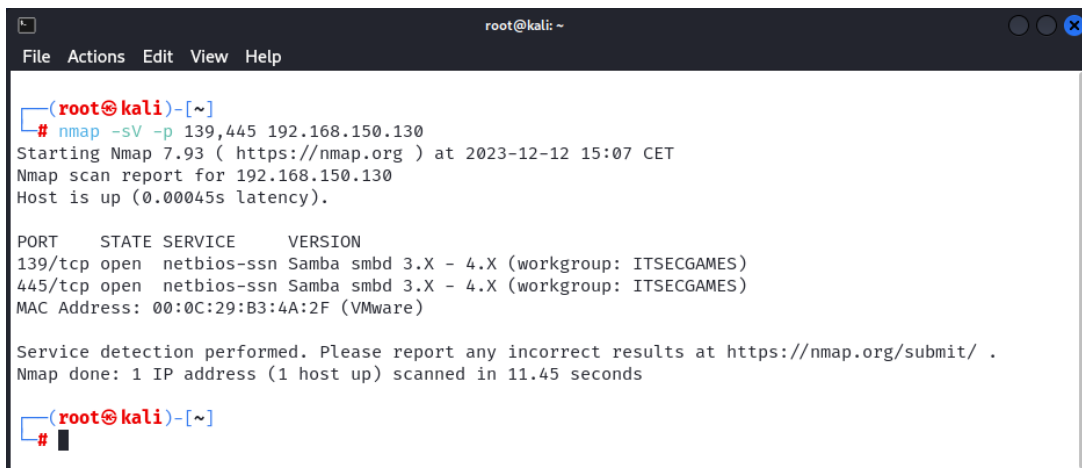 root@kali: ~
File Actions Edit View Help
┌──(root㉿kali)-[~]
└─# nmap -sV -p 139,445 192.168.150.130
Starting Nmap 7.93 ( https://nmap.org ) at 2023-12-12 15:07 CET
Nmap scan report for 192.168.150.130
Host is up (0.00045s latency).
PORT    STATE SERVICE     VERSION
139/tcp open  netbios-ssn Samba smbd 3.X - 4.X (workgroup: ITSECGAMES)
445/tcp open  netbios-ssn Samba smbd 3.X - 4.X (workgroup: ITSECGAMES)
MAC Address: 00:0C:29:B3:4A:2F (VMware)
Service detection performed. Please report any incorrect results at https://nmap.org/submit/ .
Nmap done: 1 IP address (1 host up) scanned in 11.45 seconds
┌──(root㉿kali)-[~]
└─#